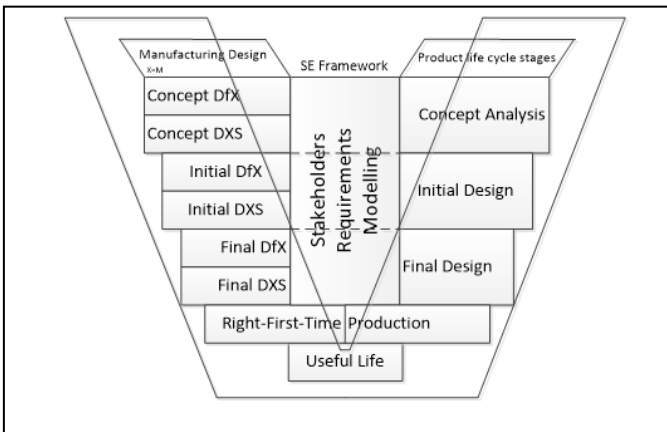 Manufacturing Design
X=M
SE Framework
Product life cycle stages
Concept DfX
Concept DXS
Initial DfX
Initial DXS
Final DfX
Final DXS
Stakeholders
Requirements
Modelling
Concept Analysis
Initial Design
Final Design
Right-First-Time Production
Useful Life